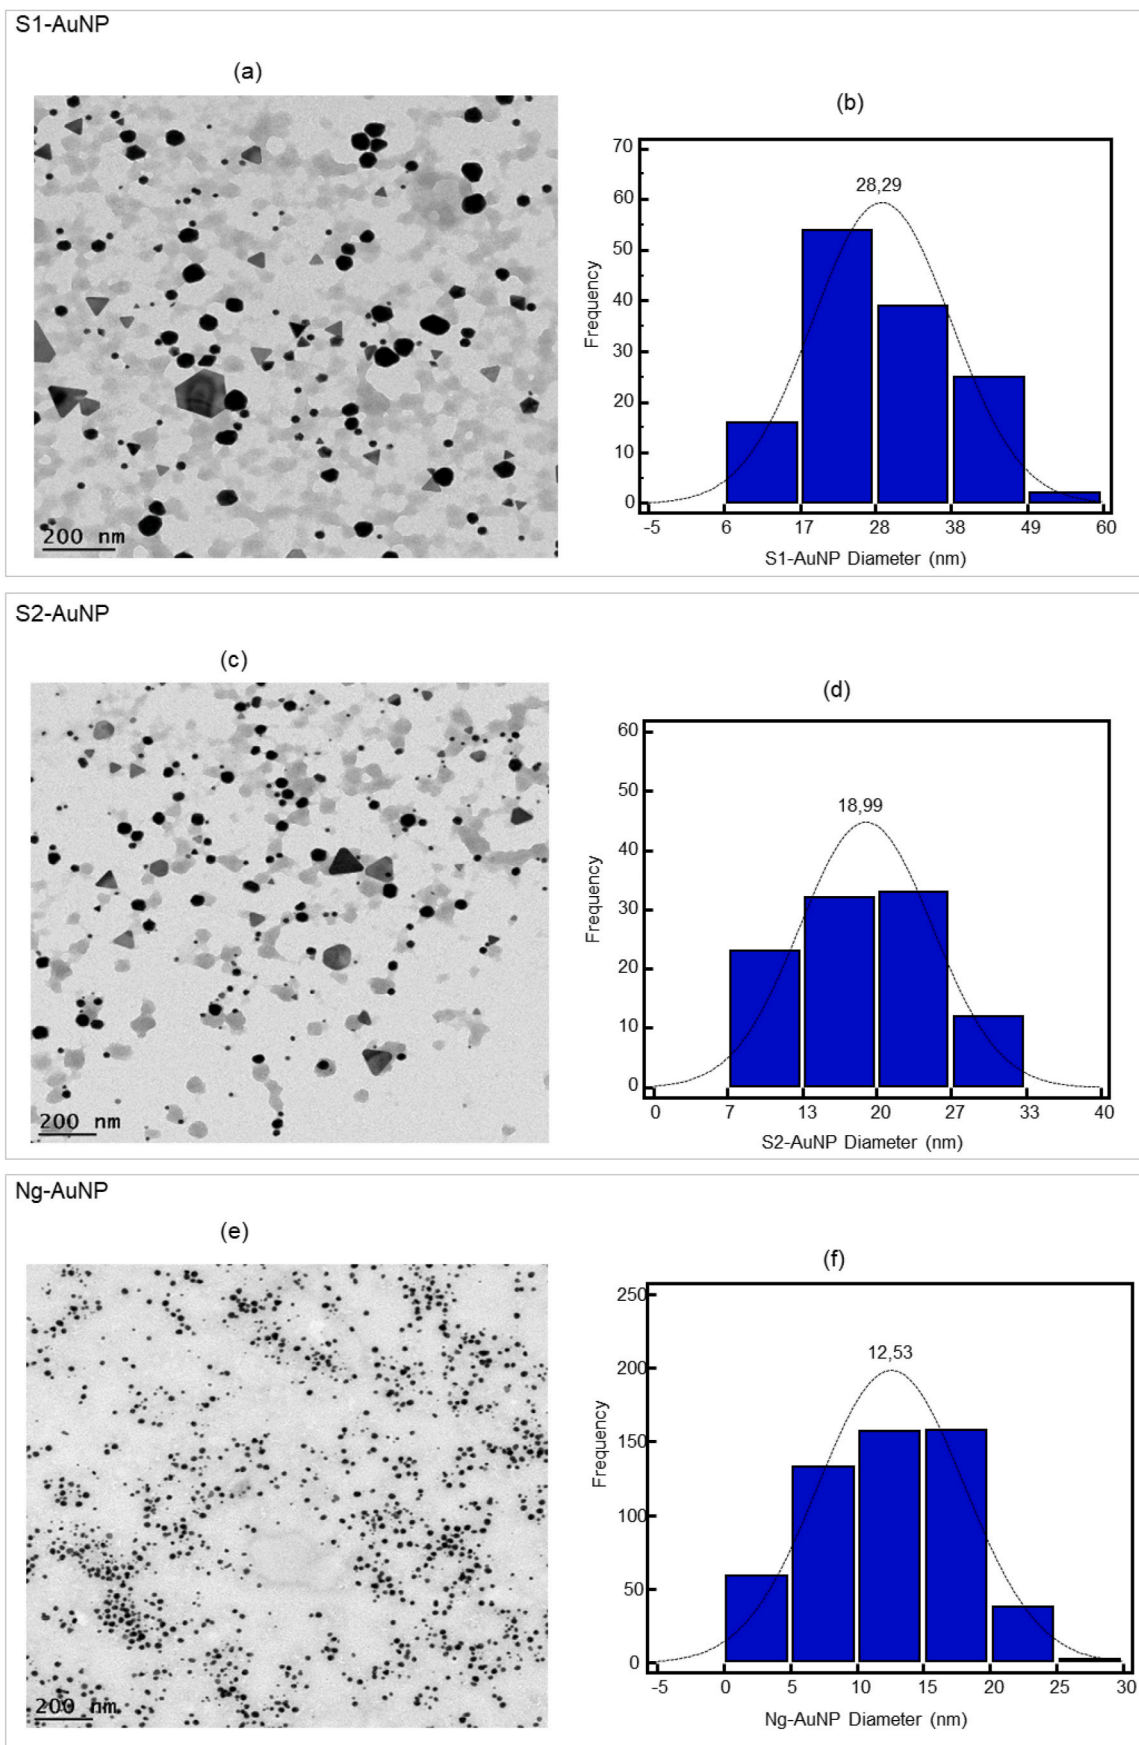 S1-AuNP
(a)
200 nm
(b)
28,29
Frequency
70
60
50
40
30
20
10
0
-5 6 17 28 38 49 60
S1-AuNP Diameter (nm)
S2-AuNP
(c)
200 nm
(d)
18,99
Frequency
60
50
40
30
20
10
0
0 7 13 20 27 33 40
S2-AuNP Diameter (nm)
Ng-AuNP
(e)
200 nm
(f)
12,53
Frequency
250
200
150
100
50
0
-5 0 5 10 15 20 25 30
Ng-AuNP Diameter (nm)